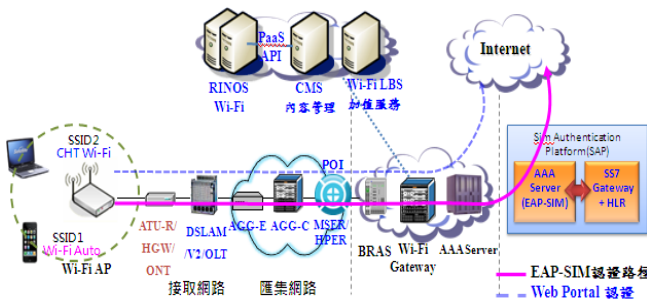 PaaS
API
RINOS
Wi-Fi
CMS
內容管理
Wi-Fi LBS
加值服務
Internet
SSID2
CHT Wi-Fi
SSID1
Wi-Fi Auto
Wi-Fi AP
ATU-R/
HGW/
ONT
DSLAM
/V2/OLT
接取網路
AGG-E
AGG-C
匯集網路
POI
MSER/
HPER
BRAS
Wi-Fi
Gateway
AAA Server
Sim Authentication
Platform(SAP)
AAA
Server
(EAP-SIM)
SS7
Gateway
+ HLR
EAP-SIM認證路徑
Web Portal 認證